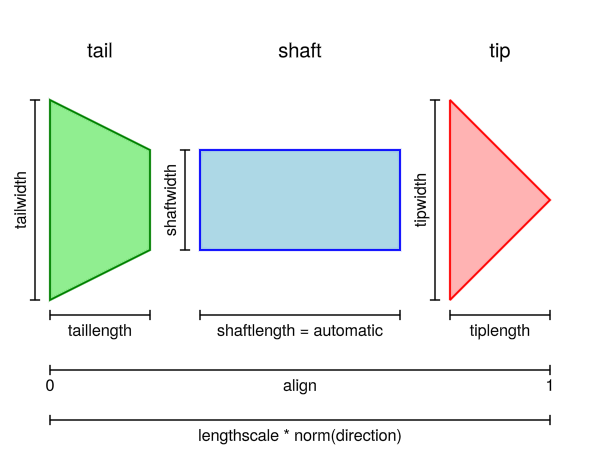 tail
shaft
tip
tailwidth
shaftwidth
tipwidth
taillength
shaftlength = automatic
tiplength
0
align
1
lengthscale * norm(direction)